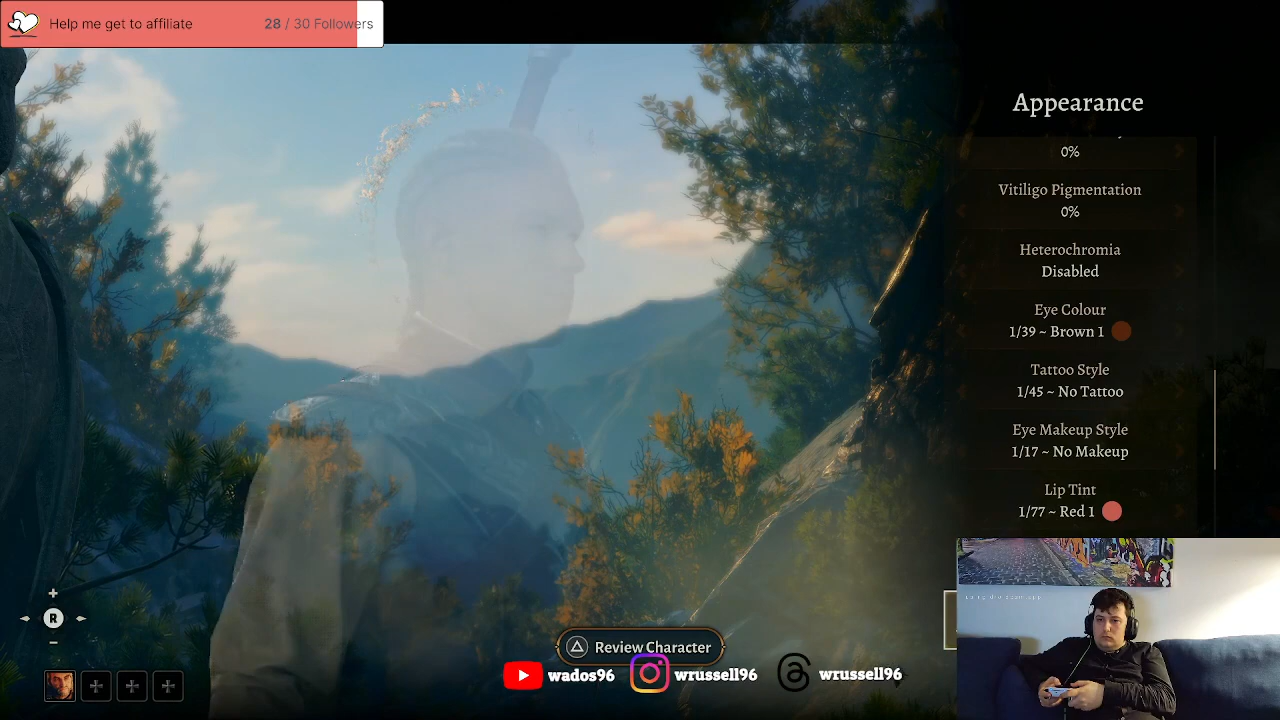 Help me get to affiliate
28 / 30 Followers
Appearance
0%
Vitiligo Pigmentation
0%
Heterochromia
Disabled
Eye Colour
1/39 ~ Brown 1
Tattoo Style
1/45 ~ No Tattoo
Eye Makeup Style
1/17 ~ No Makeup
Lip Tint
1/77 ~ Red 1
R
Review Character
wados96
wrussell96
wrussell96